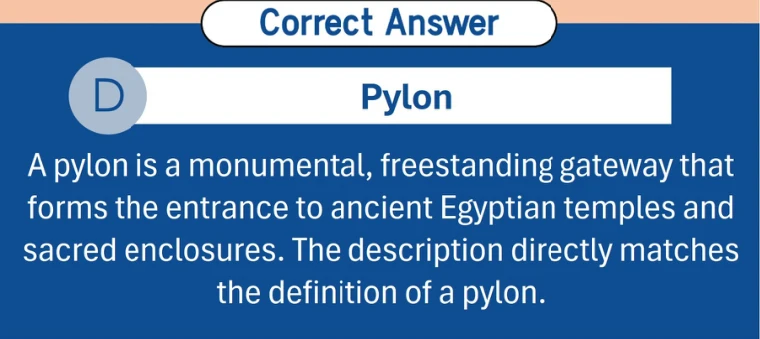 Correct Answer
D
Pylon
A pylon is a monumental, freestanding gateway that
forms the entrance to ancient Egyptian temples and
sacred enclosures. The description directly matches
the definition of a pylon.